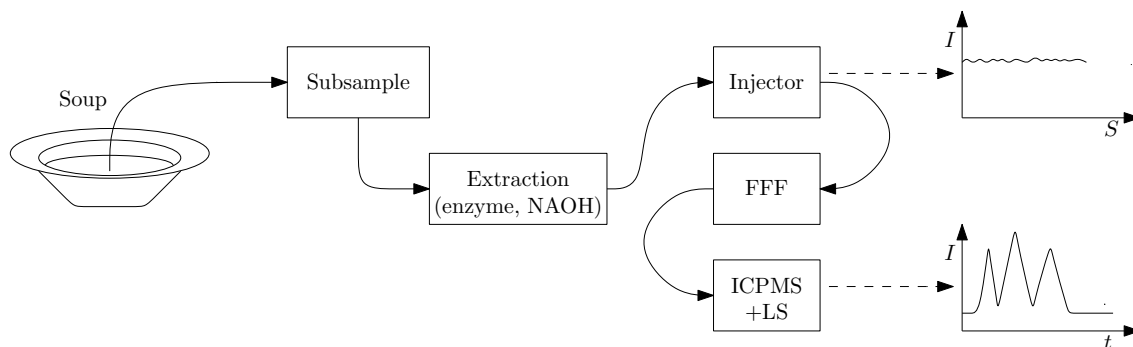 Soup
Subsample
Extraction
(enzyme, NAOH)
Injector
FFF
ICPMS
+LS
I
S
I
t